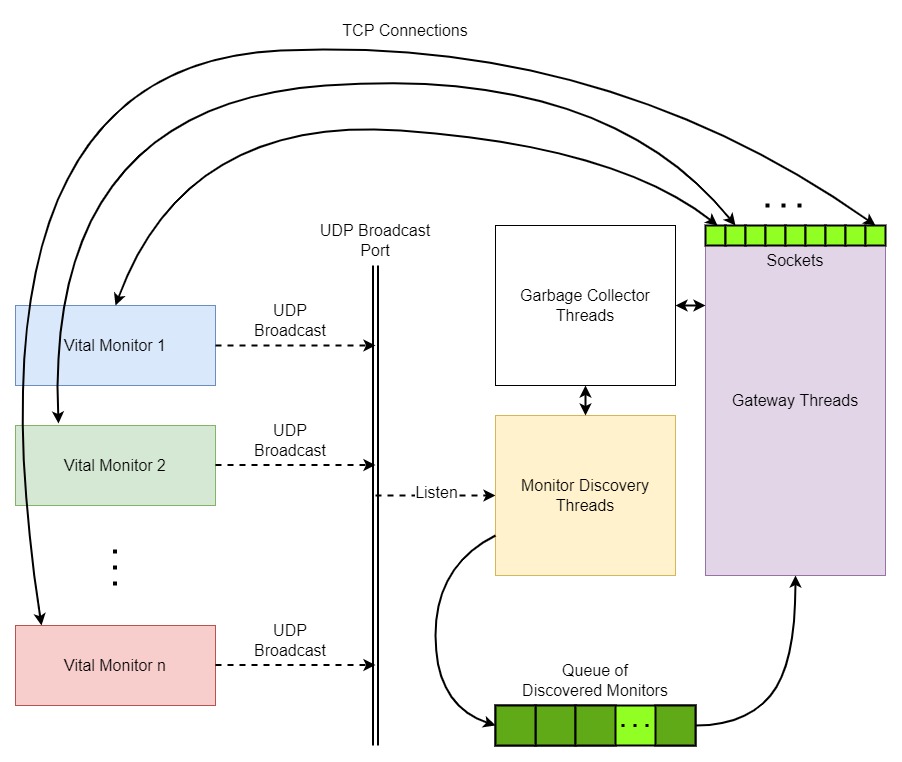 TCP Connections
. . .
UDP Broadcast
Port
Sockets
Garbage Collector
Threads
UDP
Broadcast
Vital Monitor 1
Gateway Threads
UDP
Broadcast
Vital Monitor 2
Listen
Monitor Discovery
Threads
. . .
UDP
Broadcast
Vital Monitor n
Queue of
Discovered Monitors
. . .